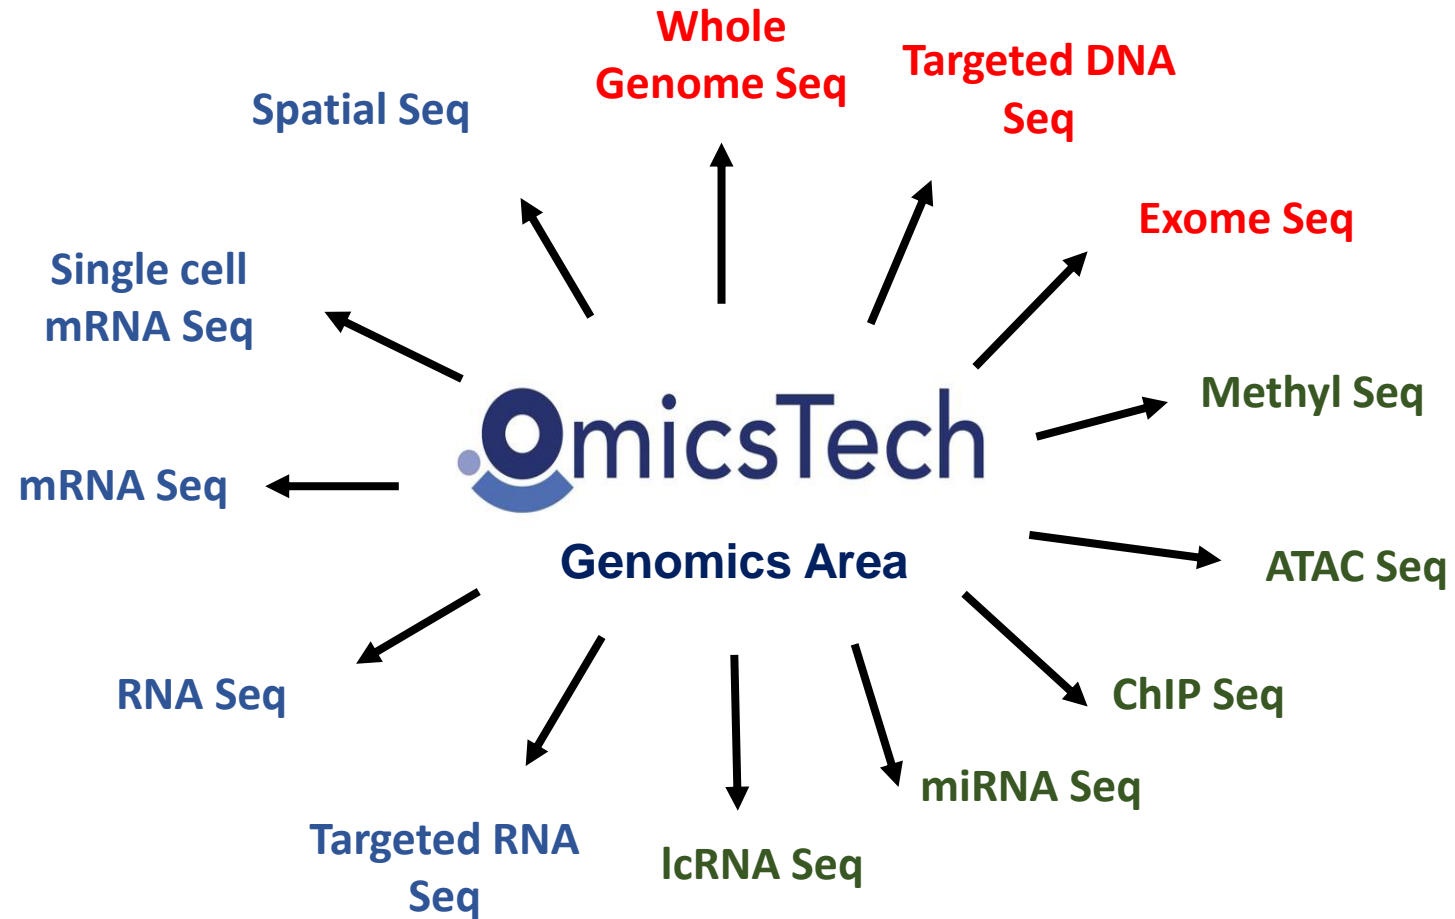 Whole
Genome Seq
Targeted DNA
Seq
Exome Seq
Methyl Seq
ATAC Seq
ChIP Seq
miRNA Seq
lcRNA Seq
Targeted RNA
Seq
RNA Seq
mRNA Seq
Single cell
mRNA Seq
Spatial Seq
OmicsTech
Genomics Area